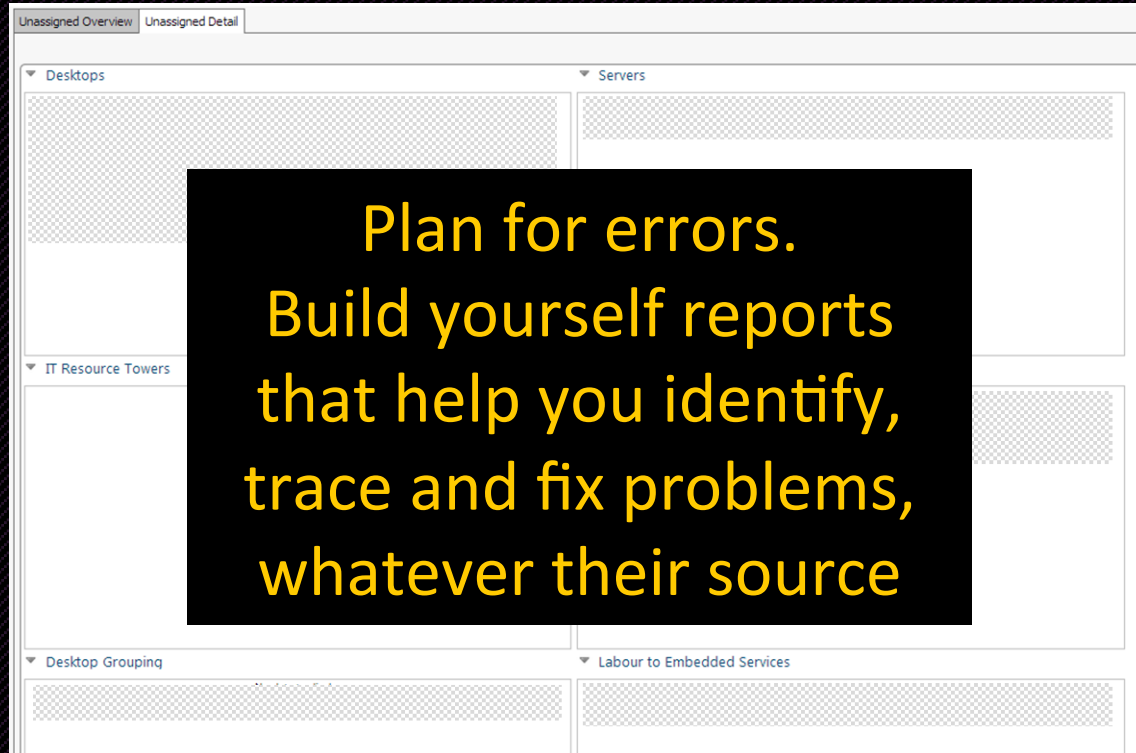 Unassigned Overview Unassigned Detail
Desktops
Servers
Plan for errors.
Build yourself reports
that help you identify,
trace and fix problems,
whatever their source
IT Resource Towers
Desktop Grouping
Labour to Embedded Services